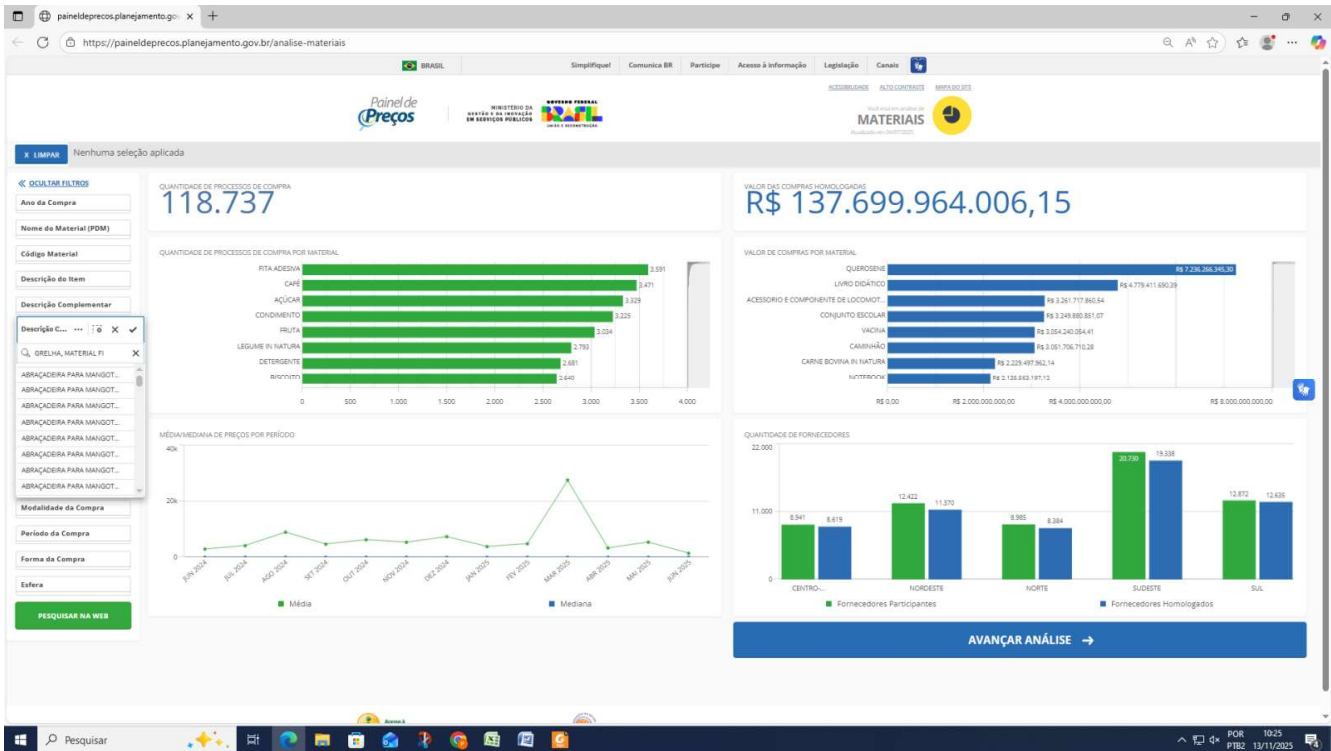 paineldeprecos.planejamento.go
https://paineldeprecos.planejamento.gov.br/analise-materiais
BRASIL
Simplifique! Comunica BR Participe Acesso à informação Legislação Canais
ACESSIBILIDADE ALTO CONTRASTE MAPA DO SITE
Painel de
Preços
MINISTÉRIO DA
GESTÃO E DA INOVAÇÃO
EM SERVIÇOS PÚBLICOS
GOVERNO FEDERAL
BRASIL
UNIÃO E RECONSTRUÇÃO
Você está em análise de
MATERIAIS
X LIMPAR Nenhuma seleção aplicada
OCULTAR FILTROS
Ano da Compra
Nome do Material (PDM)
Código Material
Descrição do Item
Descrição Complementar
Descrição C...
GRELHA, MATERIAL FI
ABRAÇADEIRA PARA MANGOT...
ABRAÇADEIRA PARA MANGOT...
ABRAÇADEIRA PARA MANGOT...
ABRAÇADEIRA PARA MANGOT...
ABRAÇADEIRA PARA MANGOT...
ABRAÇADEIRA PARA MANGOT...
ABRAÇADEIRA PARA MANGOT...
ABRAÇADEIRA PARA MANGOT...
Modalidade da Compra
Período da Compra
Forma da Compra
Esfera
PESQUISAR NA WEB
QUANTIDADE DE PROCESSOS DE COMPRA
118.737
VALOR DAS COMPRAS HOMOLOGADAS
R$ 137.699.964.006,15
QUANTIDADE DE PROCESSOS DE COMPRA POR MATERIAL
FITA ADESIVA 3.591
CAFÉ 3.471
AÇÚCAR 3.329
CONDIMENTO 3.225
FRUTA 3.034
LEGUME IN NATURA 2.793
DETERGENTE 2.681
BISCOITO 2.640
0 500 1.000 1.500 2.000 2.500 3.000 3.500 4.000
VALOR DE COMPRAS POR MATERIAL
QUEROSENE R$ 7.236.266.345,30
LIVRO DIDÁTICO R$ 4.779.411.690,39
ACESSORIO E COMPONENTE DE LOCOMOT... R$ 3.261.717.860,54
CONJUNTO ESCOLAR R$ 3.249.880.851,07
VACINA R$ 3.054.240.054,41
CAMINHÃO R$ 3.051.706.710,28
CARNE BOVINA IN NATURA R$ 2.229.497.962,14
NOTEBOOK
R$ 0,00 R$ 2.000.000.000,00 R$ 4.000.000.000,00 R$ 8.000.000.000,00
MÉDIA/MEDIANA DE PREÇOS POR PERÍODO
40k
20k
0
JUN 2024 JUL 2024 AGO 2024 SET 2024 OUT 2024 NOV 2024 DEZ 2024 JAN 2025 FEV 2025 MAR 2025 ABR 2025 MAI 2025 JUN 2025
Média Mediana
QUANTIDADE DE FORNECEDORES
22.000
11.000
0
8.941 8.619 12.422 11.370 8.985 8.384 20.730 19.338 12.872 12.635
CENTRO-... NORDESTE NORTE SUDESTE SUL
Fornecedores Participantes Fornecedores Homologados
AVANÇAR ANÁLISE
Acesso à
Pesquisar
POR 10:25
PTB2 13/11/2025